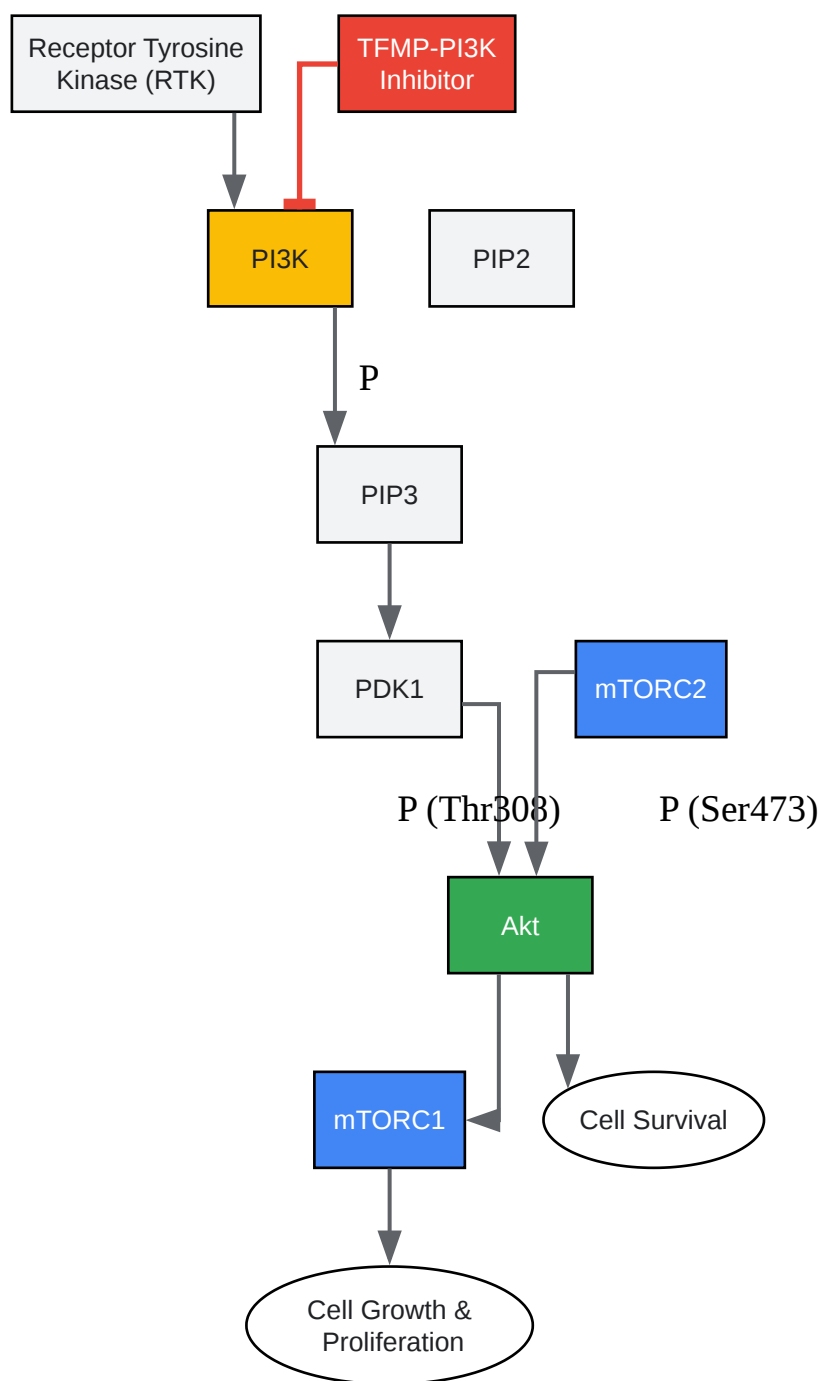 Receptor Tyrosine
Kinase (RTK)
TFMP-PI3K
Inhibitor
PI3K
PIP2
P
PIP3
PDK1
mTORC2
P (Thr308)
P (Ser473)
Akt
mTORC1
Cell Survival
Cell Growth &
Proliferation